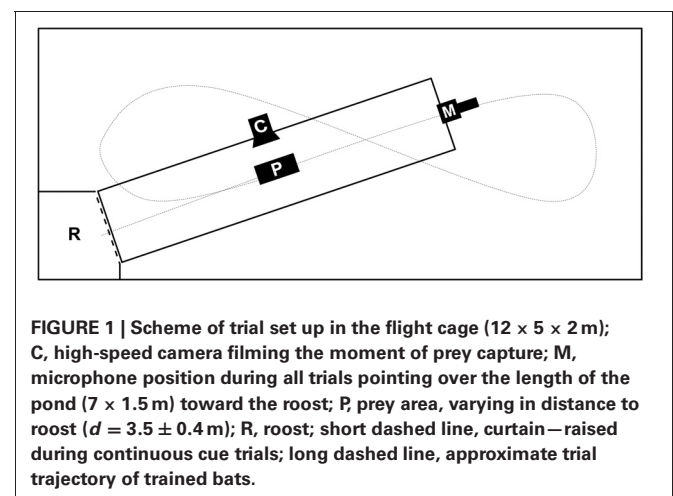 C
M
P
R
FIGURE 1 | Scheme of trial set up in the flight cage (12 × 5 × 2 m);
C, high-speed camera filming the moment of prey capture; M,
microphone position during all trials pointing over the length of the
pond (7 × 1.5 m) toward the roost; P, prey area, varying in distance to
roost (d = 3.5 ± 0.4 m); R, roost; short dashed line, curtain—raised
during continuous cue trials; long dashed line, approximate trial
trajectory of trained bats.